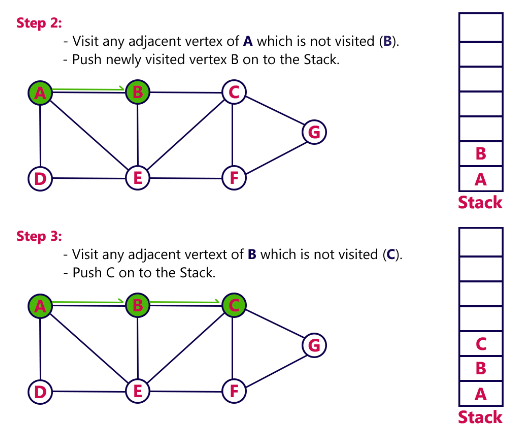 Step 2:
- Visit any adjacent vertex of A which is not visited (B).
- Push newly visited vertex B on to the Stack.
A B C
G
D E F
B
A
Stack
Step 3:
- Visit any adjacent vertext of B which is not visited (C).
- Push C on to the Stack.
A B C
G
D E F
C
B
A
Stack